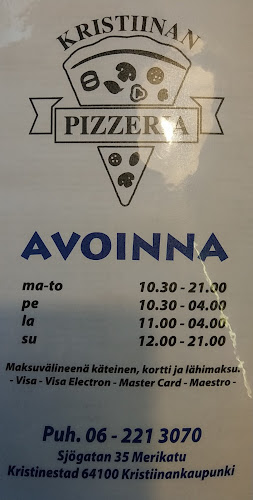 KRISTIINAN
PIZZERIA
AVOINNA
ma-to 10.30 - 21.00
pe 10.30 - 04.00
la 11.00 - 04.00
su 12.00 - 21.00
Maksuvälineenä käteinen, kortti ja lähimaksu.
- Visa - Visa Electron - Master Card - Maestro -
Puh. 06 - 221 3070
Sjögatan 35 Merikatu
Kristinestad 64100 Kristiinankaupunki